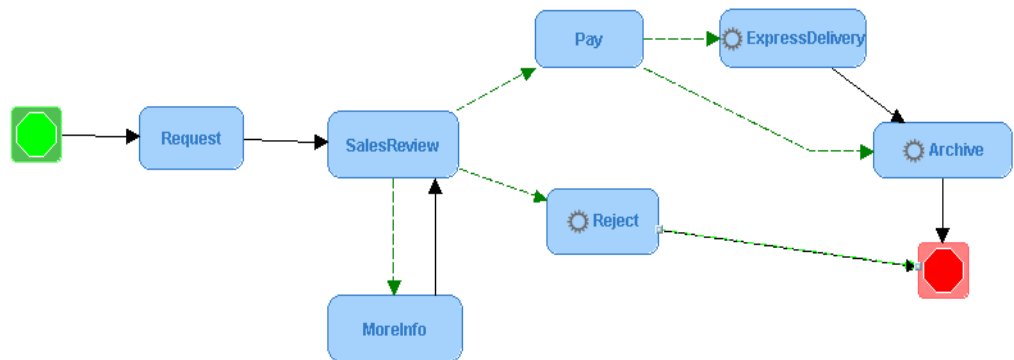 Pay
ExpressDelivery
Request
SalesReview
Archive
Reject
MoreInfo